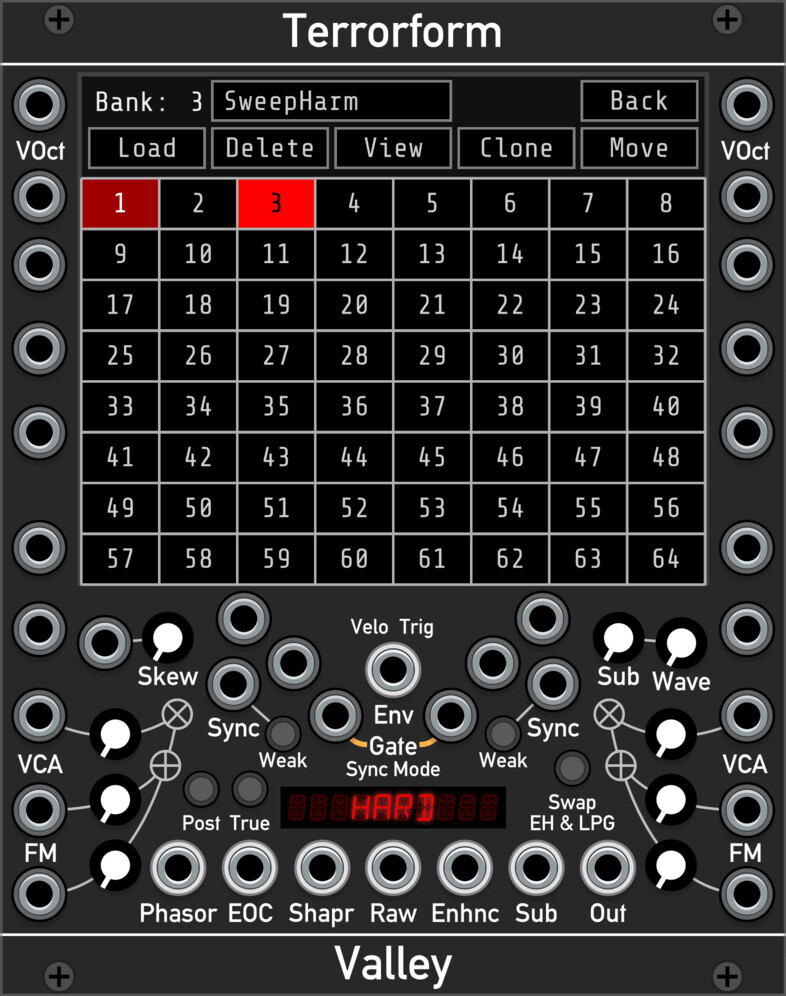 Terrorform
Bank: 3 SweepHarm Back
VOct VOct
Load Delete View Clone Move
1 2 3 4 5 6 7 8
9 10 11 12 13 14 15 16
17 18 19 20 21 22 23 24
25 26 27 28 29 30 31 32
33 34 35 36 37 38 39 40
41 42 43 44 45 46 47 48
49 50 51 52 53 54 55 56
57 58 59 60 61 62 63 64
Velo Trig
Skew Sub Wave
Sync Env Sync
Gate
Weak Weak
VCA Sync Mode VCA
Post True HARD Swap
EH & LPG
FM FM
Phasor EOC Shapr Raw Enhnc Sub Out
Valley